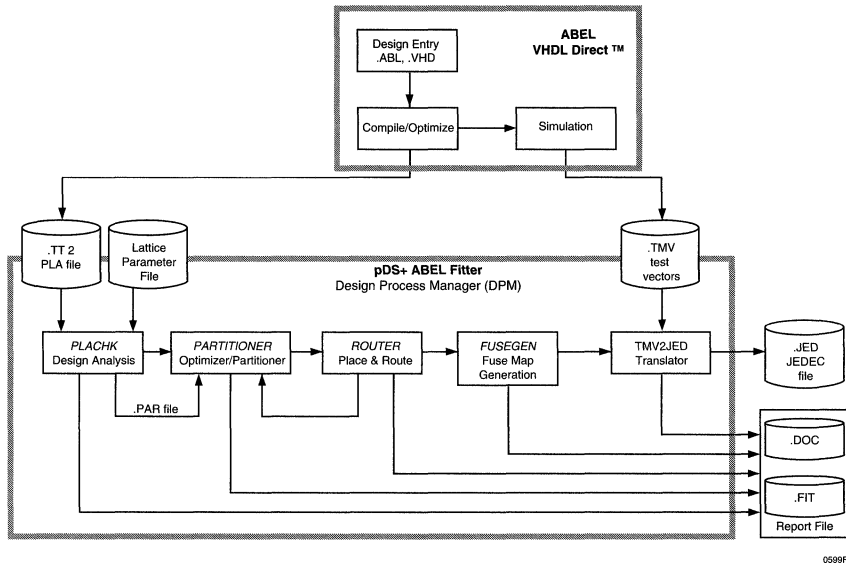 ABEL
VHDL Direct ™
Design Entry
.ABL, .VHD
Compile/Optimize
Simulation
.TT 2
PLA file
Lattice
Parameter
File
.TMV
test
vectors
pDS+ ABEL Fitter
Design Process Manager (DPM)
PLACHK
Design Analysis
PARTITIONER
Optimizer/Partitioner
ROUTER
Place & Route
FUSEGEN
Fuse Map
Generation
TMV2JED
Translator
.JED
JEDEC
file
.PAR file
.DOC
.FIT
Report File
0599F